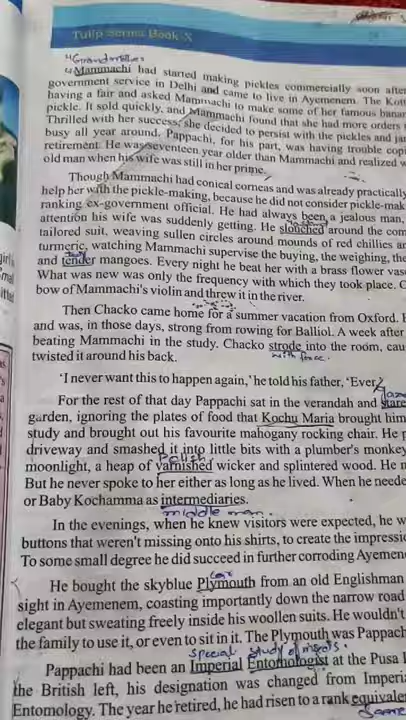 Tulip Series Book-X
"Grandmother
Mammachi had started making pickles commercially soon after
government service in Delhi and came to live in Ayemenem. The Kott
having a fair and asked Mammachi to make some of her famous banan
pickle. It sold quickly, and Mammachi found that she had more orders
Thrilled with her success, she decided to persist with the pickles and ja
busy all year around. Pappachi, for his part, was having trouble copi
retirement. He was seventeen year older than Mammachi and realized w
old man when his wife was still in her prime.
Though Mammachi had conical corneas and was already practically
help her with the pickle-making, because he did not consider pickle-mak
ranking ex-government official. He had always been a jealous man,
attention his wife was suddenly getting. He slouched around the com
tailored suit, weaving sullen circles around mounds of red chillies an
turmeric, watching Mammachi supervise the buying, the weighing, the
and tender mangoes. Every night he beat her with a brass flower vas
What was new was only the frequency with which they took place. O
bow of Mammachi's violin and threw it in the river.
Then Chacko came home for a summer vacation from Oxford. H
and was, in those days, strong from rowing for Balliol. A week after
beating Mammachi in the study. Chacko strode into the room, cau
with force.
twisted it around his back.
'I never want this to happen again,' he told his father, 'Ever
For the rest of that day Pappachi sat in the verandah and stare
garden, ignoring the plates of food that Kochu Maria brought him
study and brought out his favourite mahogany rocking chair. He p
driveway and smashed it into little bits with a plumber's monkey
Polish
moonlight, a heap of varnished wicker and splintered wood. He n
But he never spoke to her either as long as he lived. When he neede
or Baby Kochamma as intermediaries.
middle man.
In the evenings, when he knew visitors were expected, he w
buttons that weren't missing onto his shirts, to create the impressi
To some small degree he did succeed in further corroding Ayemen
car
He bought the skyblue Plymouth from an old Englishman
sight in Ayemenem, coasting importantly down the narrow road
elegant but sweating freely inside his woollen suits. He wouldn't
the family to use it, or even to sit in it. The Plymouth was Pappach
special study of insects.
Pappachi had been an Imperial Entomologist at the Pusa I
the British left, his designation was changed from Imperia
Entomology. The year he retired, he had risen to a rank equivale
Same